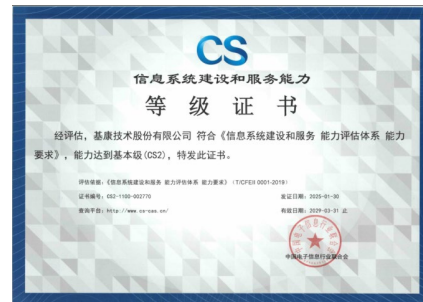 CS
信息系统建设和服务能力
等级证书
经评估，基康技术股份有限公司 符合《信息系统建设和服务 能力评估体系 能力
要求》，能力达到基本级(CS2)，特发此证书。
评估依据：《信息系统建设和服务 能力评估体系 能力要求》（T/CFEII 0001-2019）
证书编号：CS2-1100-002770
发证日期：2025-01-30
查询平台：http://www.cs-cas.cn/
有效日期：2029-03-31 止
中国电子信息行业联合会